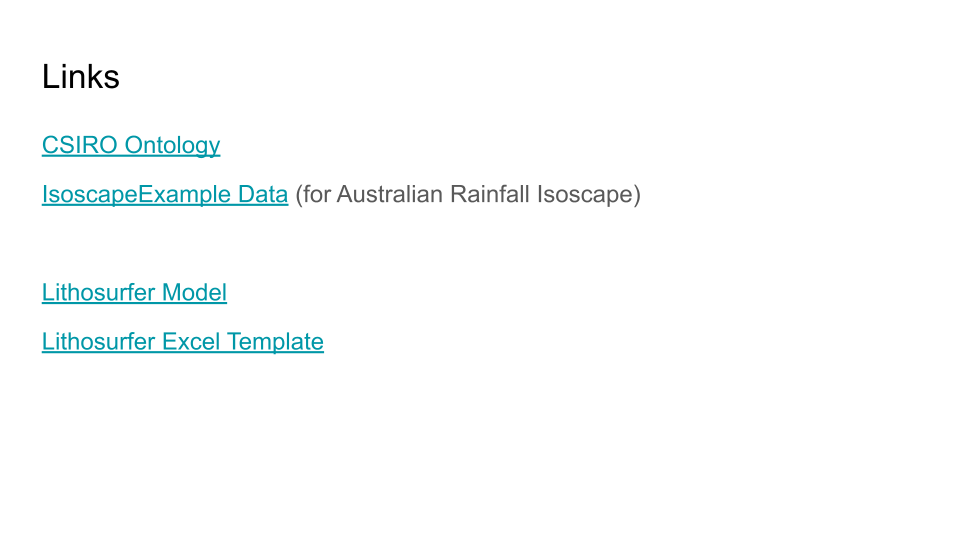 Links
CSIRO Ontology
IsoscapeExample Data (for Australian Rainfall Isoscape)
Lithosurfer Model
Lithosurfer Excel Template